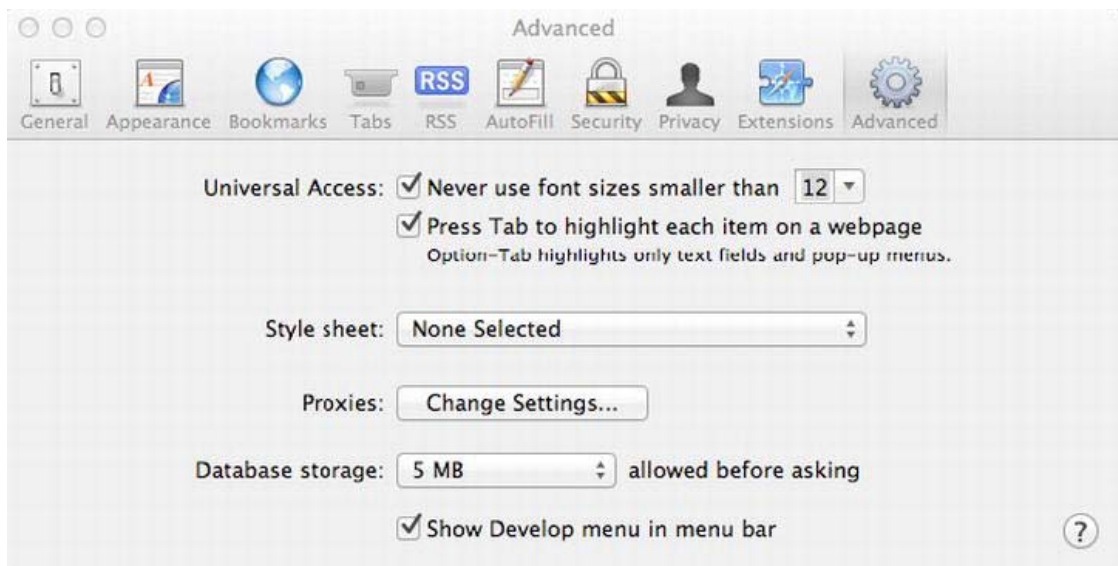 Advanced
RSS
General Appearance Bookmarks Tabs RSS AutoFill Security Privacy Extensions Advanced
Universal Access: Never use font sizes smaller than 12
Press Tab to highlight each item on a webpage
Option-Tab highlights only text fields and pop-up menus.
Style sheet: None Selected
Proxies: Change Settings...
Database storage: 5 MB allowed before asking
Show Develop menu in menu bar
?